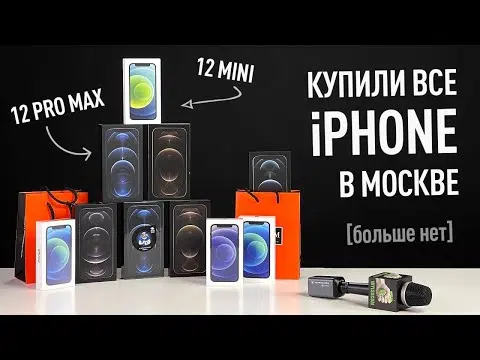 12 PRO MAX
12 MINI
КУПИЛИ ВСЕ
iPHONE
В МОСКВЕ
[больше нет]